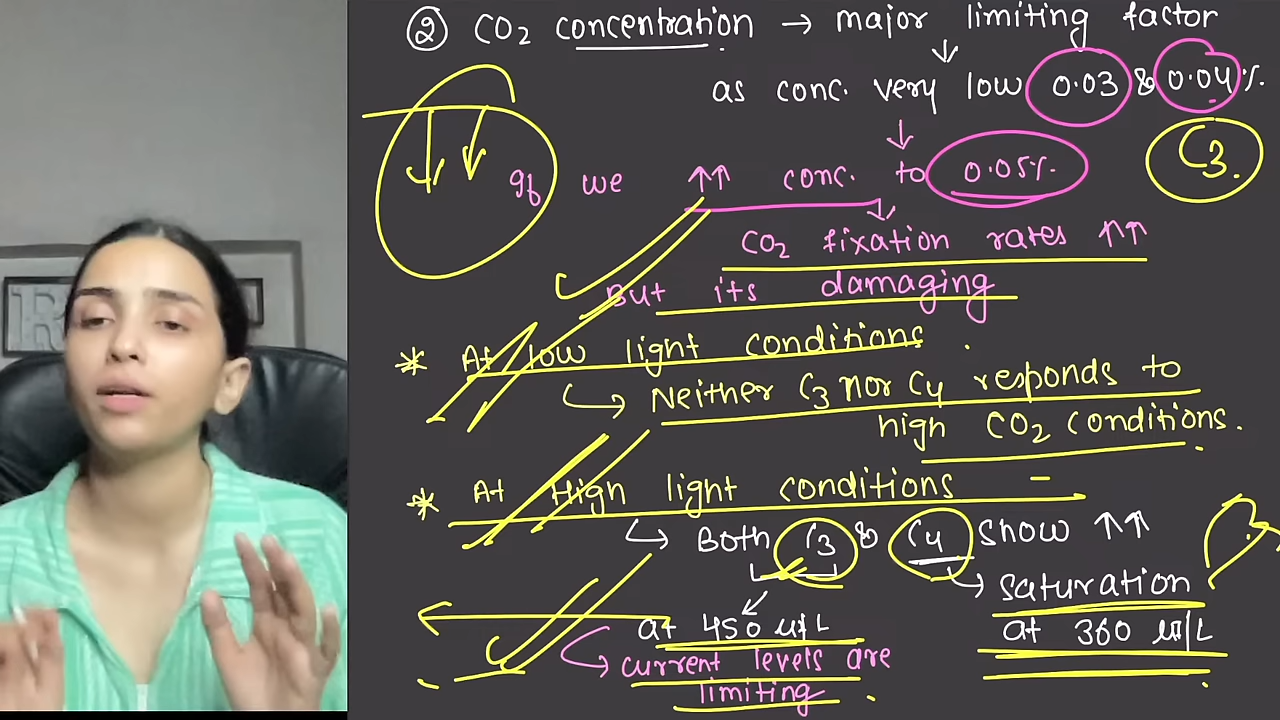 ② CO2 concentration → major limiting factor
↓
as conc. very low 0.03 & 0.04%.
↓
C3.
If we ↑↑ conc. to 0.05%.
↓
CO2 fixation rates ↑↑
But its damaging
* At low light conditions.
↳ Neither C3 nor C4 responds to
high CO2 conditions.
* At High light conditions -
↳ Both C3 & C4 show ↑↑
↳ saturation
at 360 ul/L
at 450 ul/L
↳ current levels are
limiting.